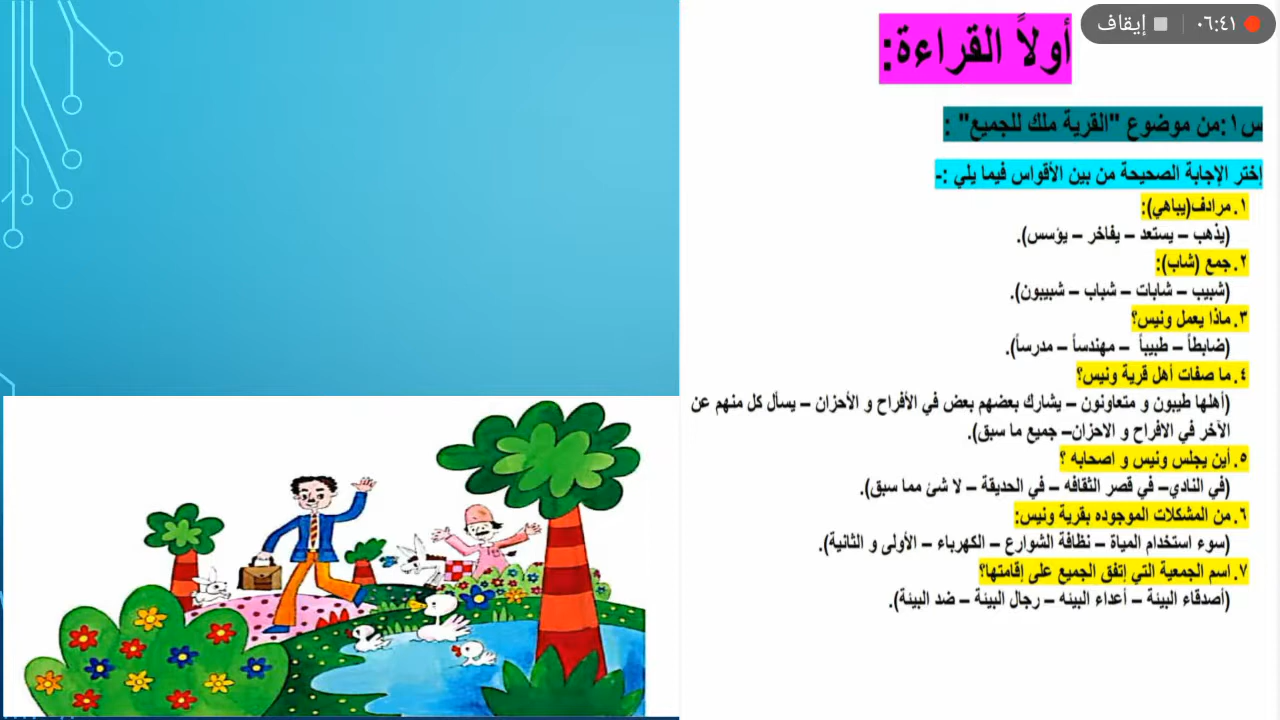 ٠٦:٤١ إيقاف
أولاً القراءة:
س١:من موضوع "القرية ملك للجميع" :
إختر الإجابة الصحيحة من بين الأقواس فيما يلي :-
١. مرادف(يباهي):
(يذهب – يستعد – يفاخر – يؤسس).
٢. جمع (شاب):
(شبيب – شابات – شباب – شبيبون).
٣. ماذا يعمل ونيس؟
(ضابطاً – طبيباً – مهندساً – مدرساً).
٤. ما صفات أهل قرية ونيس؟
(أهلها طيبون و متعاونون – يشارك بعضهم بعض في الأفراح و الأحزان – يسأل كل منهم عن
الآخر في الافراح و الاحزان– جميع ما سبق).
٥. أين يجلس ونيس و اصحابه ؟
(في النادي– في قصر الثقافه – في الحديقة – لا شئ مما سبق).
٦. من المشكلات الموجوده بقرية ونيس:
(سوء استخدام المياة – نظافة الشوارع – الكهرباء – الأولى و الثانية).
٧. اسم الجمعية التي إتفق الجميع على إقامتها؟
(أصدقاء البيئة – أعداء البيئه – رجال البيئة – ضد البيئة).